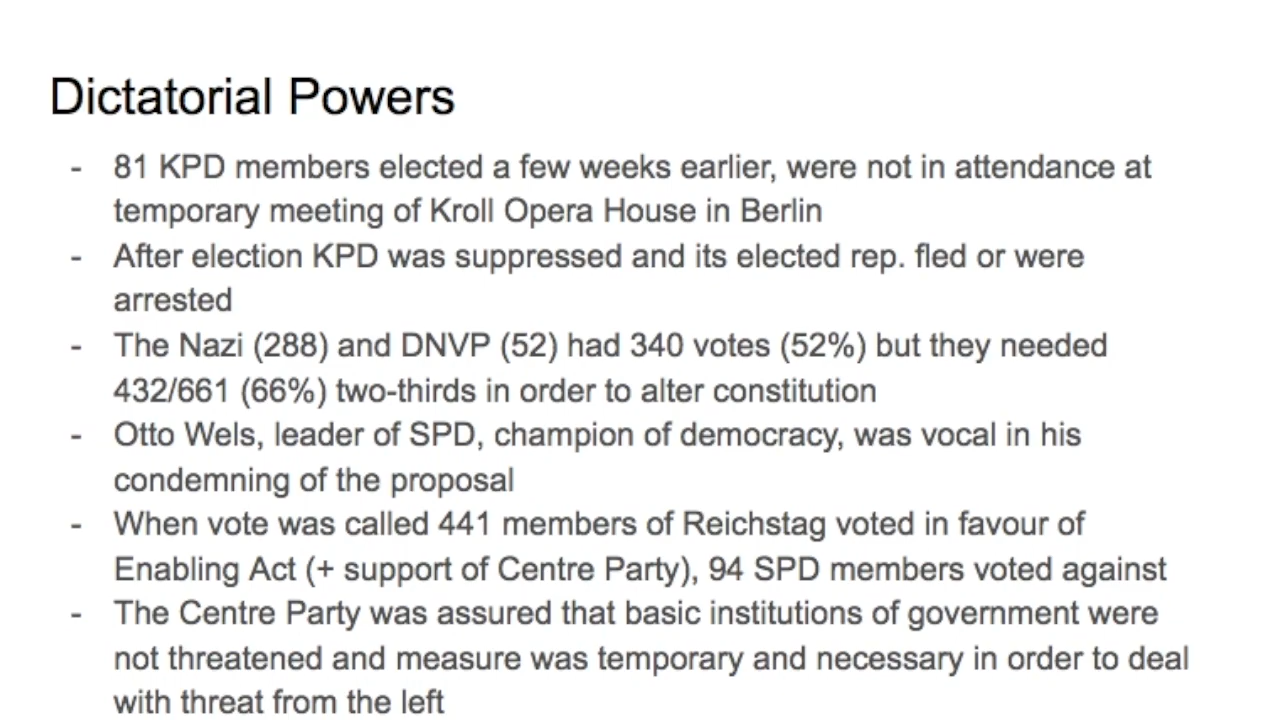 Dictatorial Powers
- 81 KPD members elected a few weeks earlier, were not in attendance at
temporary meeting of Kroll Opera House in Berlin
- After election KPD was suppressed and its elected rep. fled or were
arrested
- The Nazi (288) and DNVP (52) had 340 votes (52%) but they needed
432/661 (66%) two-thirds in order to alter constitution
- Otto Wels, leader of SPD, champion of democracy, was vocal in his
condemning of the proposal
- When vote was called 441 members of Reichstag voted in favour of
Enabling Act (+ support of Centre Party), 94 SPD members voted against
- The Centre Party was assured that basic institutions of government were
not threatened and measure was temporary and necessary in order to deal
with threat from the left